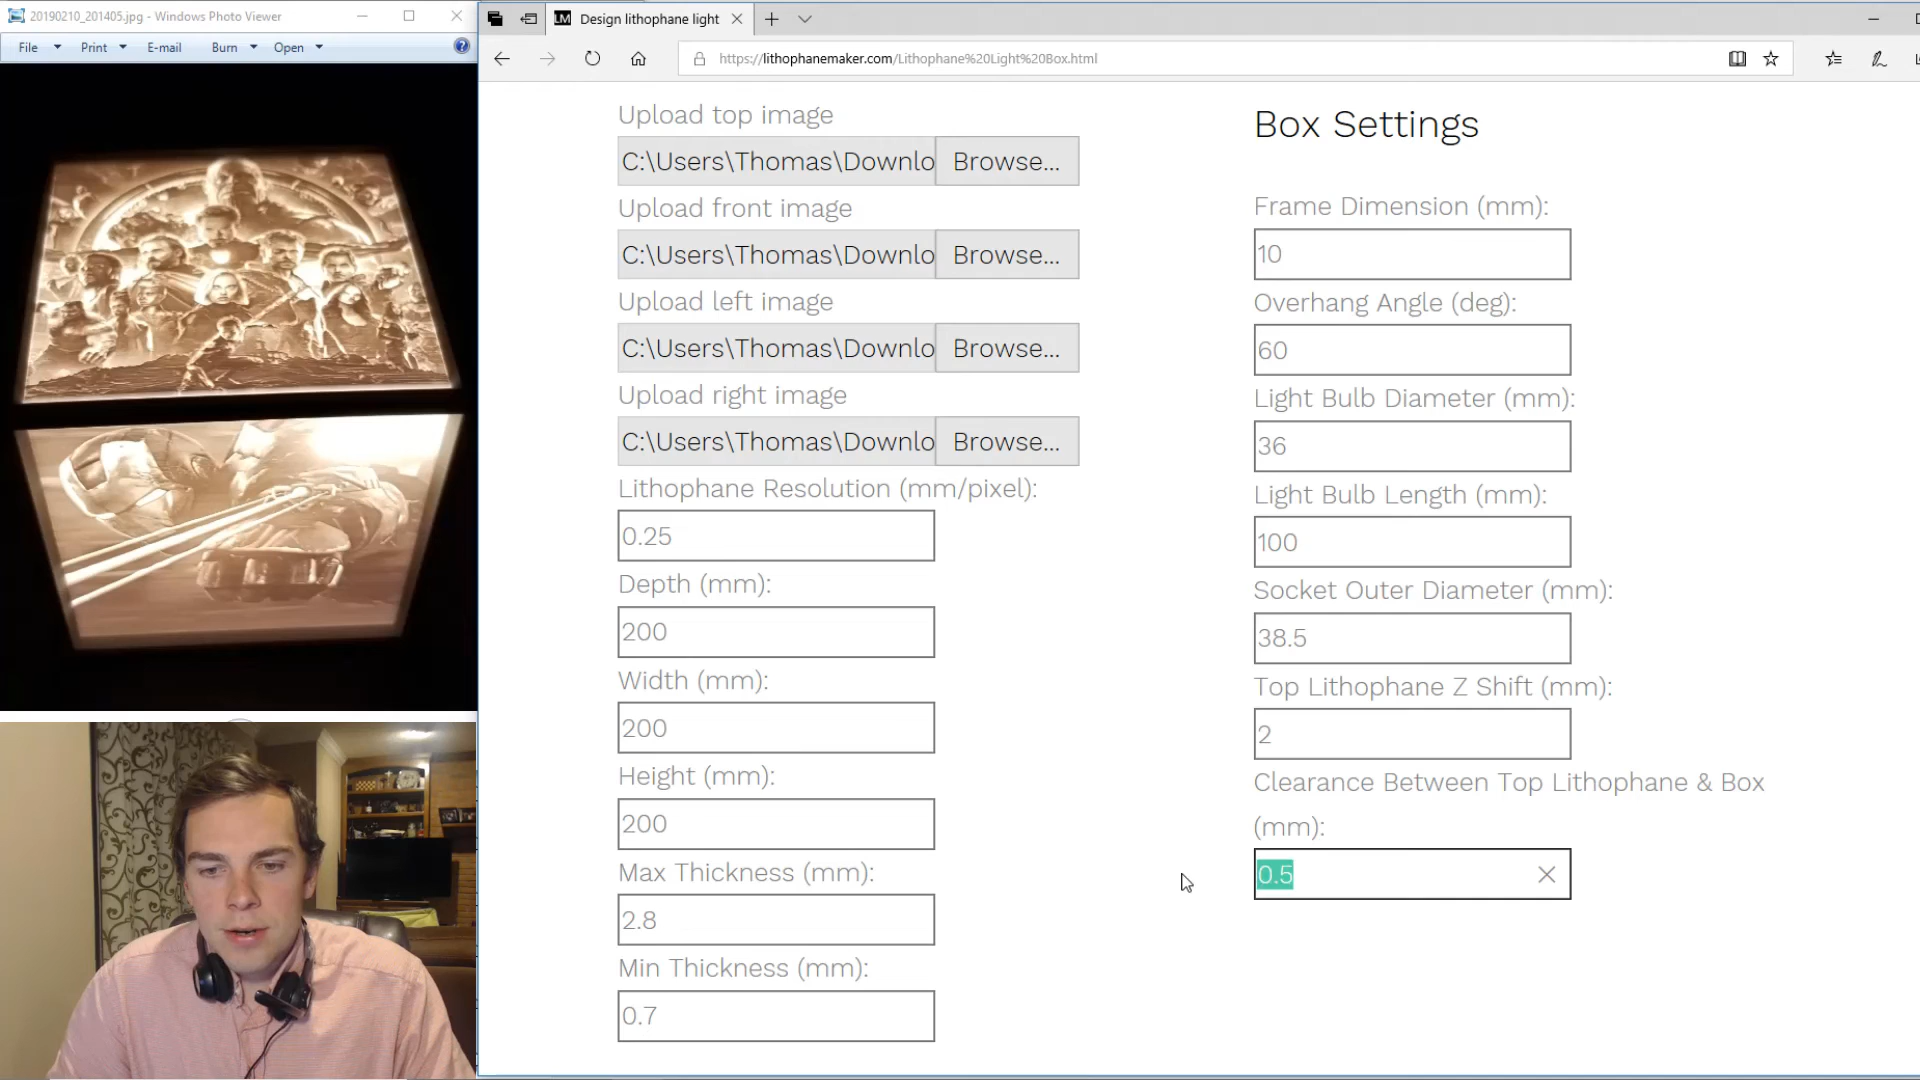 20190210_201405.jpg - Windows Photo Viewer
File Print E-mail Burn Open
Design lithophane light
https://lithophanemaker.com/Lithophane%20Light%20Box.html
Upload top image
C:\Users\Thomas\Downlo Browse...
Upload front image
C:\Users\Thomas\Downlo Browse...
Upload left image
C:\Users\Thomas\Downlo Browse...
Upload right image
C:\Users\Thomas\Downlo Browse...
Lithophane Resolution (mm/pixel):
0.25
Depth (mm):
200
Width (mm):
200
Height (mm):
200
Max Thickness (mm):
2.8
Min Thickness (mm):
0.7
Box Settings
Frame Dimension (mm):
10
Overhang Angle (deg):
60
Light Bulb Diameter (mm):
36
Light Bulb Length (mm):
100
Socket Outer Diameter (mm):
38.5
Top Lithophane Z Shift (mm):
2
Clearance Between Top Lithophane & Box
(mm):
0.5